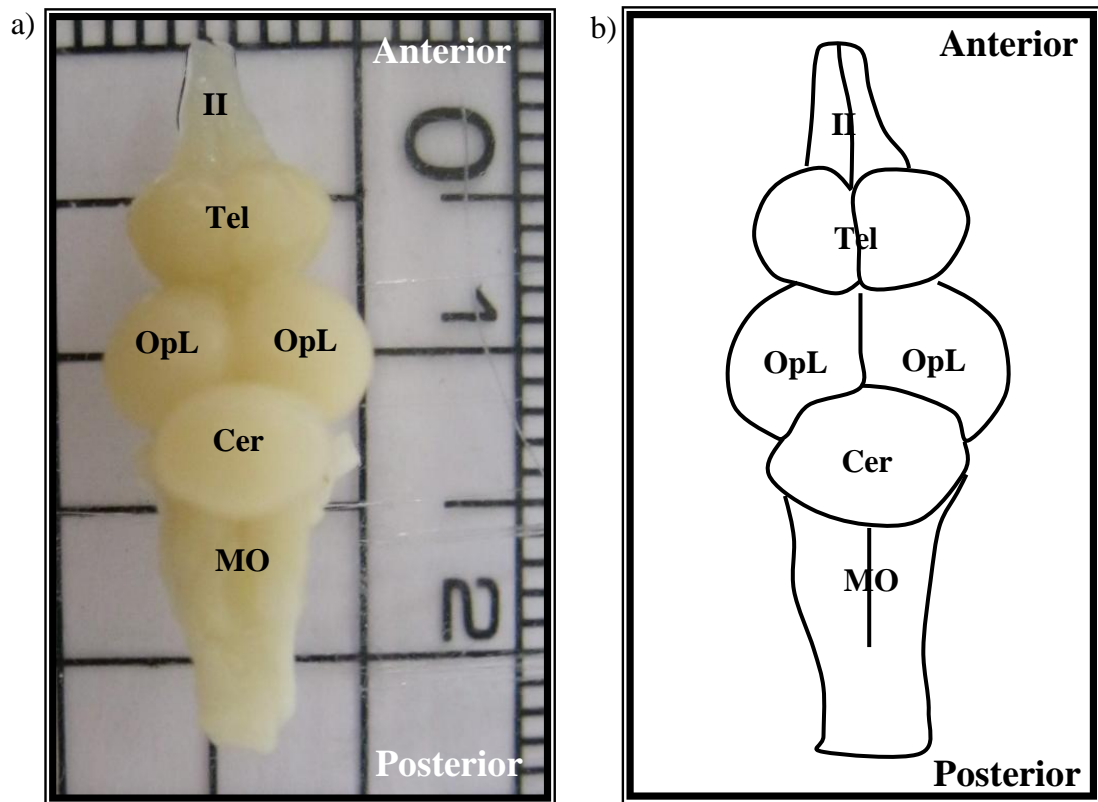 a)
Anterior
II
Tel
OpL OpL
Cer
MO
Posterior
0
1
2
b)
Anterior
II
Tel
OpL OpL
Cer
MO
Posterior